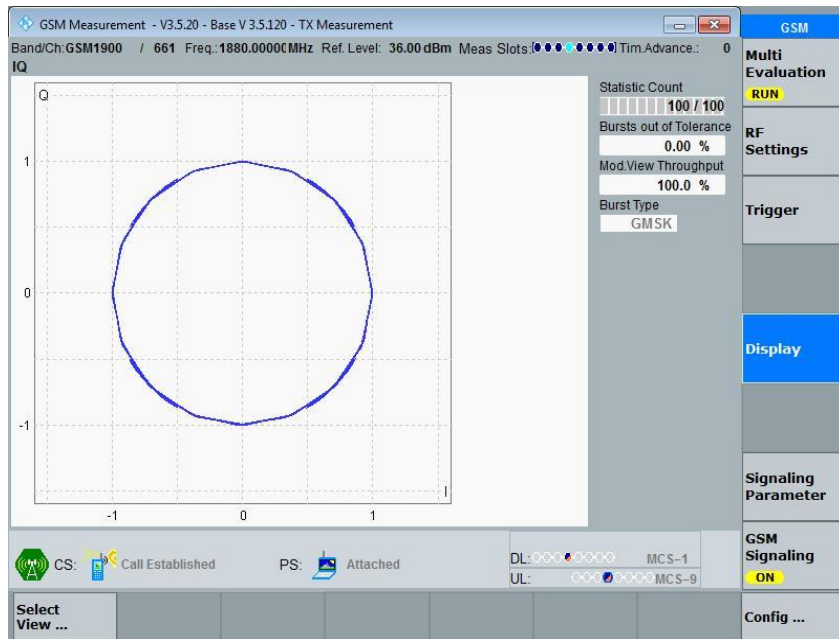 GSM Measurement - V3.5.20 - Base V 3.5.120 - TX Measurement
GSM
Band/Ch:GSM1900 / 661 Freq.:1880.00000MHz Ref. Level: 36.00 dBm Meas Slots: Tim.Advance.: 0
IQ
Multi
Evaluation
RUN
Q
Statistic Count
100 / 100
Bursts out of Tolerance
0.00 %
Mod.View Throughput
100.0 %
Burst Type
GMSK
RF
Settings
Trigger
1
0
-1
I
-1 0 1
Display
Signaling
Parameter
GSM
Signaling
ON
CS: Call Established PS: Attached
DL: MCS-1
UL: MCS-9
Select
View ...
Config ...